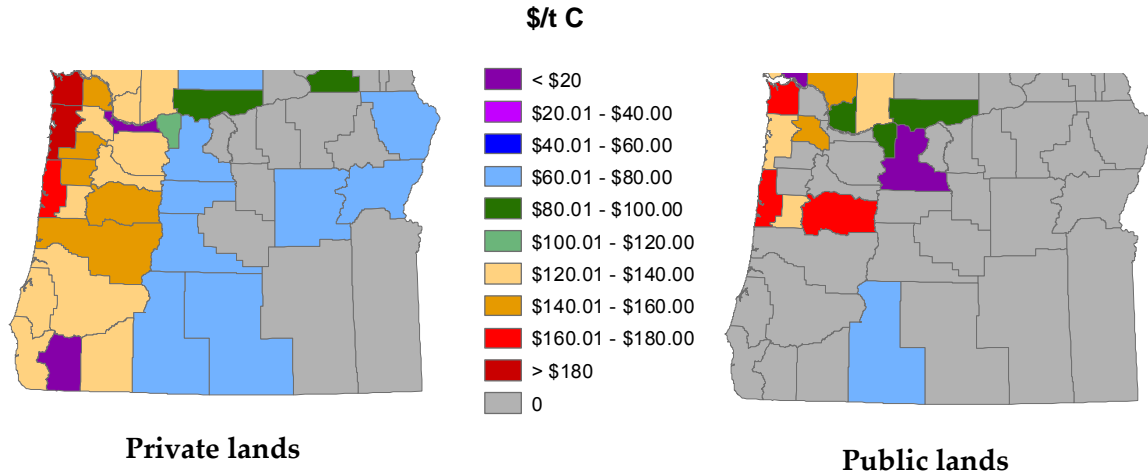 $/t C
< $20
$20.01 - $40.00
$40.01 - $60.00
$60.01 - $80.00
$80.01 - $100.00
$100.01 - $120.00
$120.01 - $140.00
$140.01 - $160.00
$160.01 - $180.00
> $180
0
Private lands
Public lands